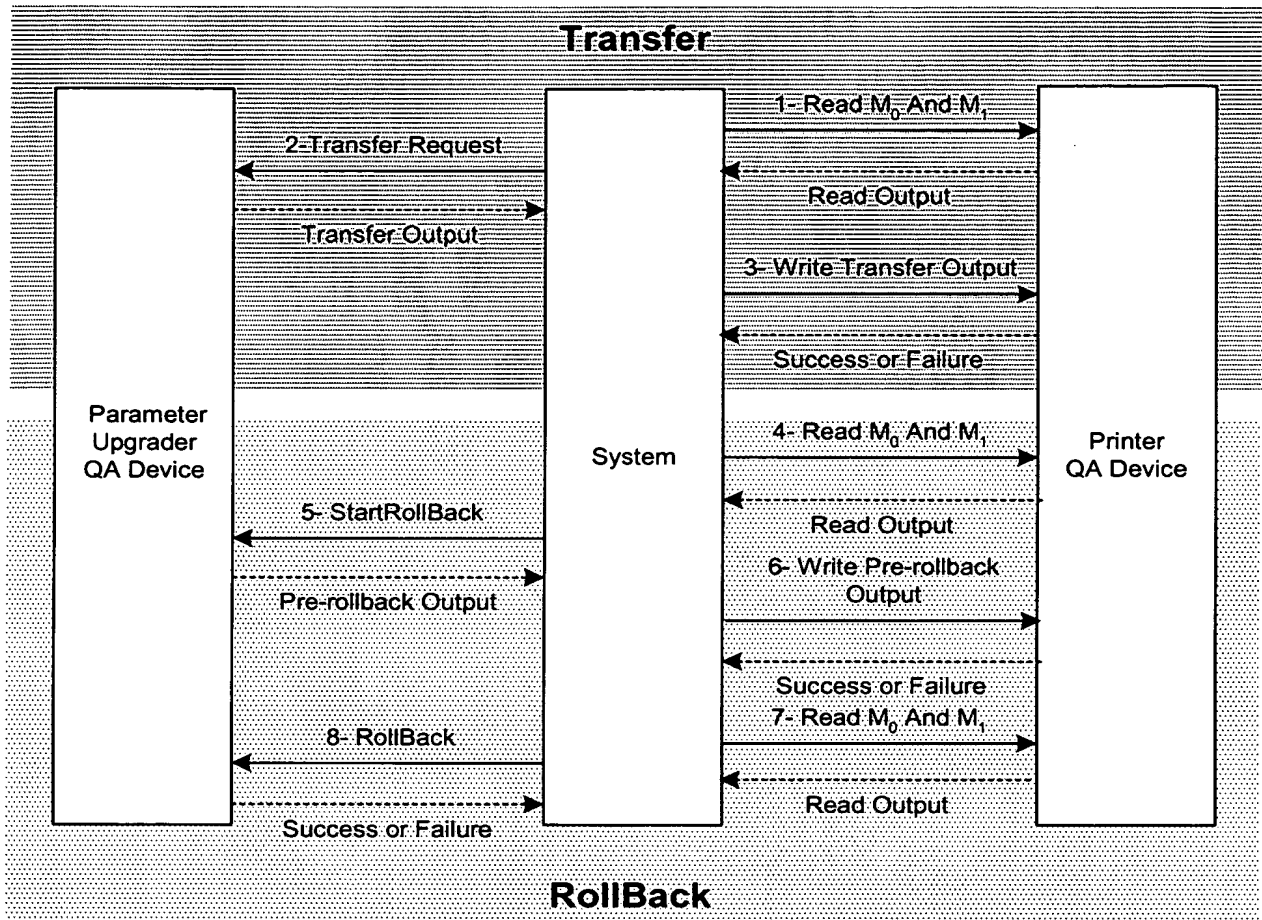 Transfer
1- Read M₀ And M₁
2-Transfer Request
Read Output
Transfer Output
3- Write Transfer Output
Success or Failure
Parameter
Upgrader
QA Device
System
Printer
QA Device
4- Read M₀ And M₁
5- StartRollBack
Read Output
6- Write Pre-rollback
Output
Pre-rollback Output
Success or Failure
7- Read M₀ And M₁
8- RollBack
Read Output
Success or Failure
RollBack